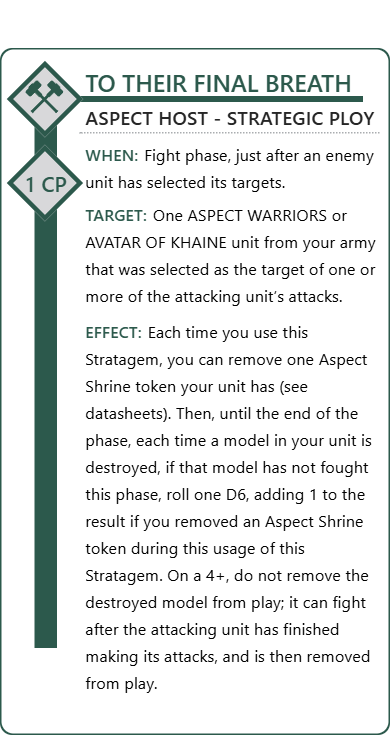 TO THEIR FINAL BREATH
ASPECT HOST - STRATEGIC PLOY
1 CP
WHEN: Fight phase, just after an enemy
unit has selected its targets.
TARGET: One ASPECT WARRIORS or
AVATAR OF KHAINE unit from your army
that was selected as the target of one or
more of the attacking unit's attacks.
EFFECT: Each time you use this
Stratagem, you can remove one Aspect
Shrine token your unit has (see
datasheets). Then, until the end of the
phase, each time a model in your unit is
destroyed, if that model has not fought
this phase, roll one D6, adding 1 to the
result if you removed an Aspect Shrine
token during this usage of this
Stratagem. On a 4+, do not remove the
destroyed model from play; it can fight
after the attacking unit has finished
making its attacks, and is then removed
from play.